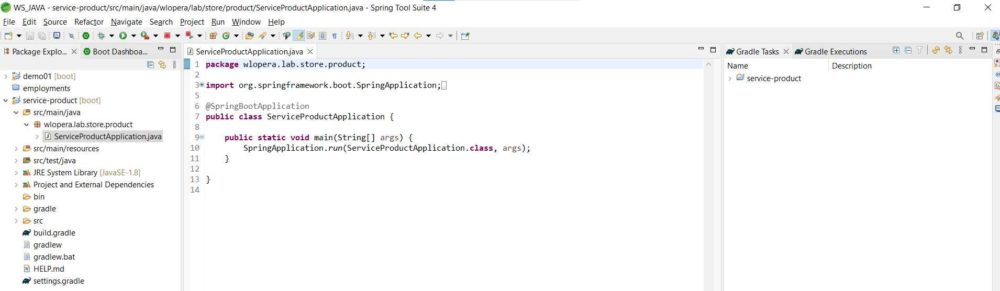 WS_JAVA - service-product/src/main/java/wlopera/lab/store/product/ServiceProductApplication.java - Spring Tool Suite 4
File Edit Source Refactor Navigate Search Project Run Window Help
Package Explo...
Boot Dashboa...
demo01 [boot]
employments
service-product [boot]
src/main/java
wlopera.lab.store.product
ServiceProductApplication.java
src/main/resources
src/test/java
JRE System Library [JavaSE-1.8]
Project and External Dependencies
bin
gradle
src
build.gradle
gradlew
gradlew.bat
HELP.md
settings.gradle
ServiceProductApplication.java
1 package wlopera.lab.store.product;
2
3 import org.springframework.boot.SpringApplication;
5
6 @SpringBootApplication
7 public class ServiceProductApplication {
8
9 public static void main(String[] args) {
10 SpringApplication.run(ServiceProductApplication.class, args);
11 }
12
13 }
14
Gradle Tasks
Gradle Executions
Name Description
service-product